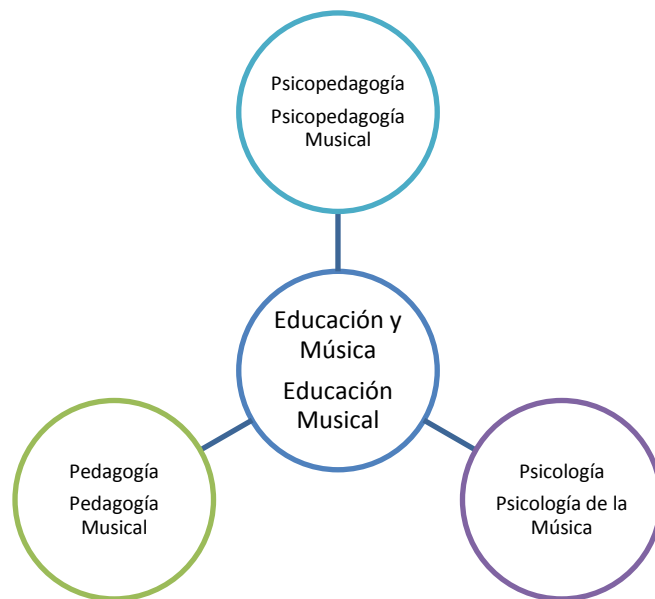 Psicopedagogía
Psicopedagogía
Musical
Educación y
Música
Educación
Musical
Pedagogía
Pedagogía
Musical
Psicología
Psicología de la
Música